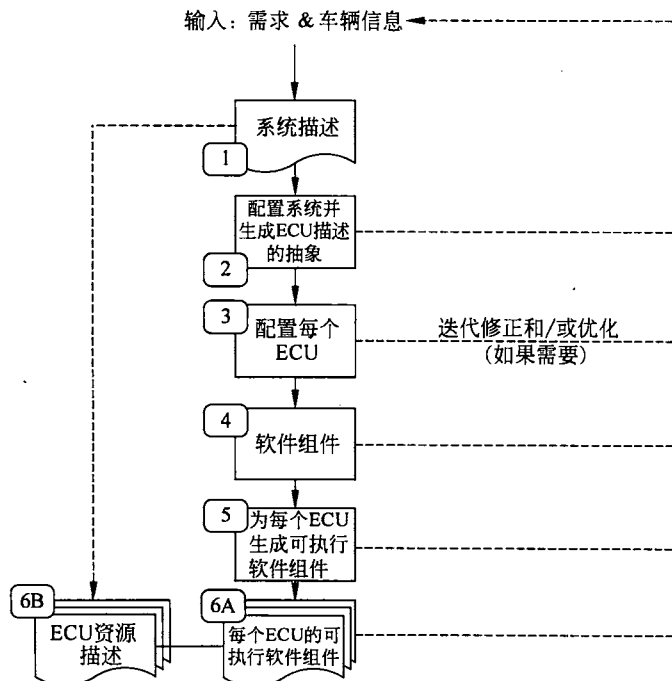 输入：需求 & 车辆信息
系统描述
1
配置系统并
生成ECU描述
的抽象
2
3
配置每个
ECU
迭代修正和/或优化
(如果需要)
4
软件组件
5
为每个ECU
生成可执行
软件组件
6B
ECU资源
描述
6A
每个ECU的可
执行软件组件